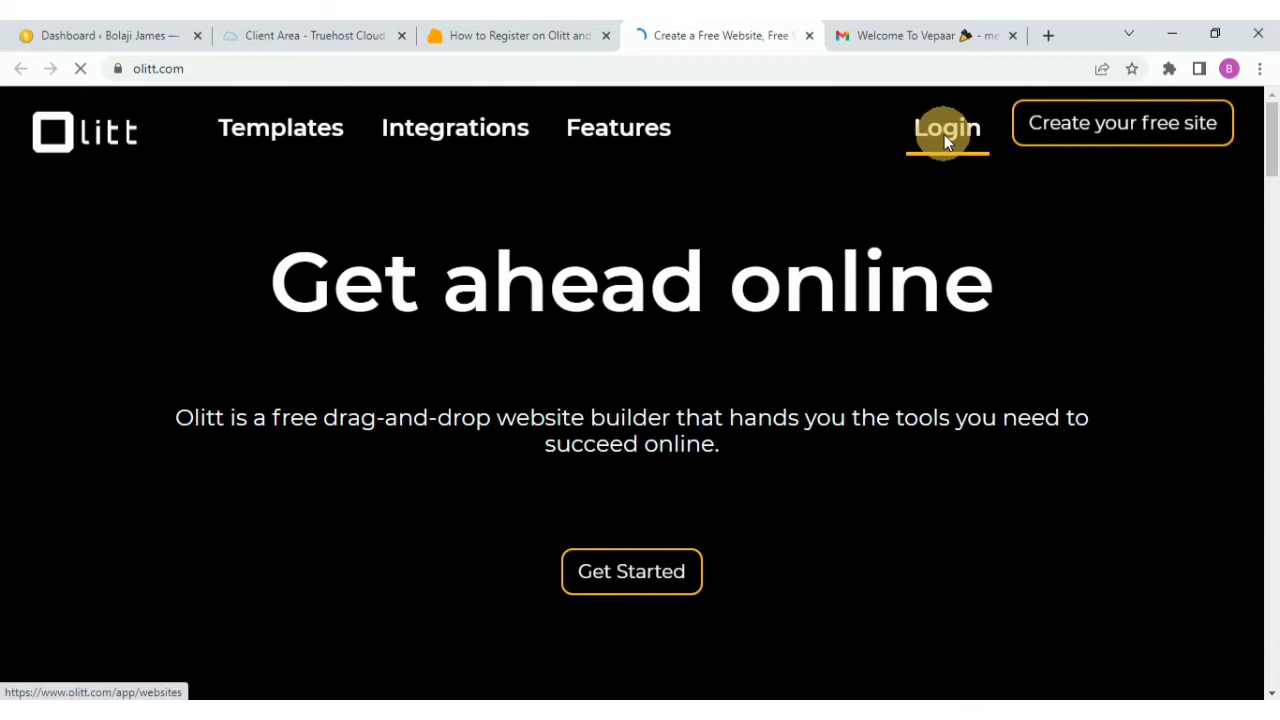 Dashboard ‹ Bolaji James —
Client Area - Truehost Cloud
How to Register on Olitt and
Create a Free Website, Free
Welcome To Vepaar 🎉 - me
olitt.com
B
Olitt
Templates
Integrations
Features
Login
Create your free site
Get ahead online
Olitt is a free drag-and-drop website builder that hands you the tools you need to
succeed online.
Get Started
https://www.olitt.com/app/websites